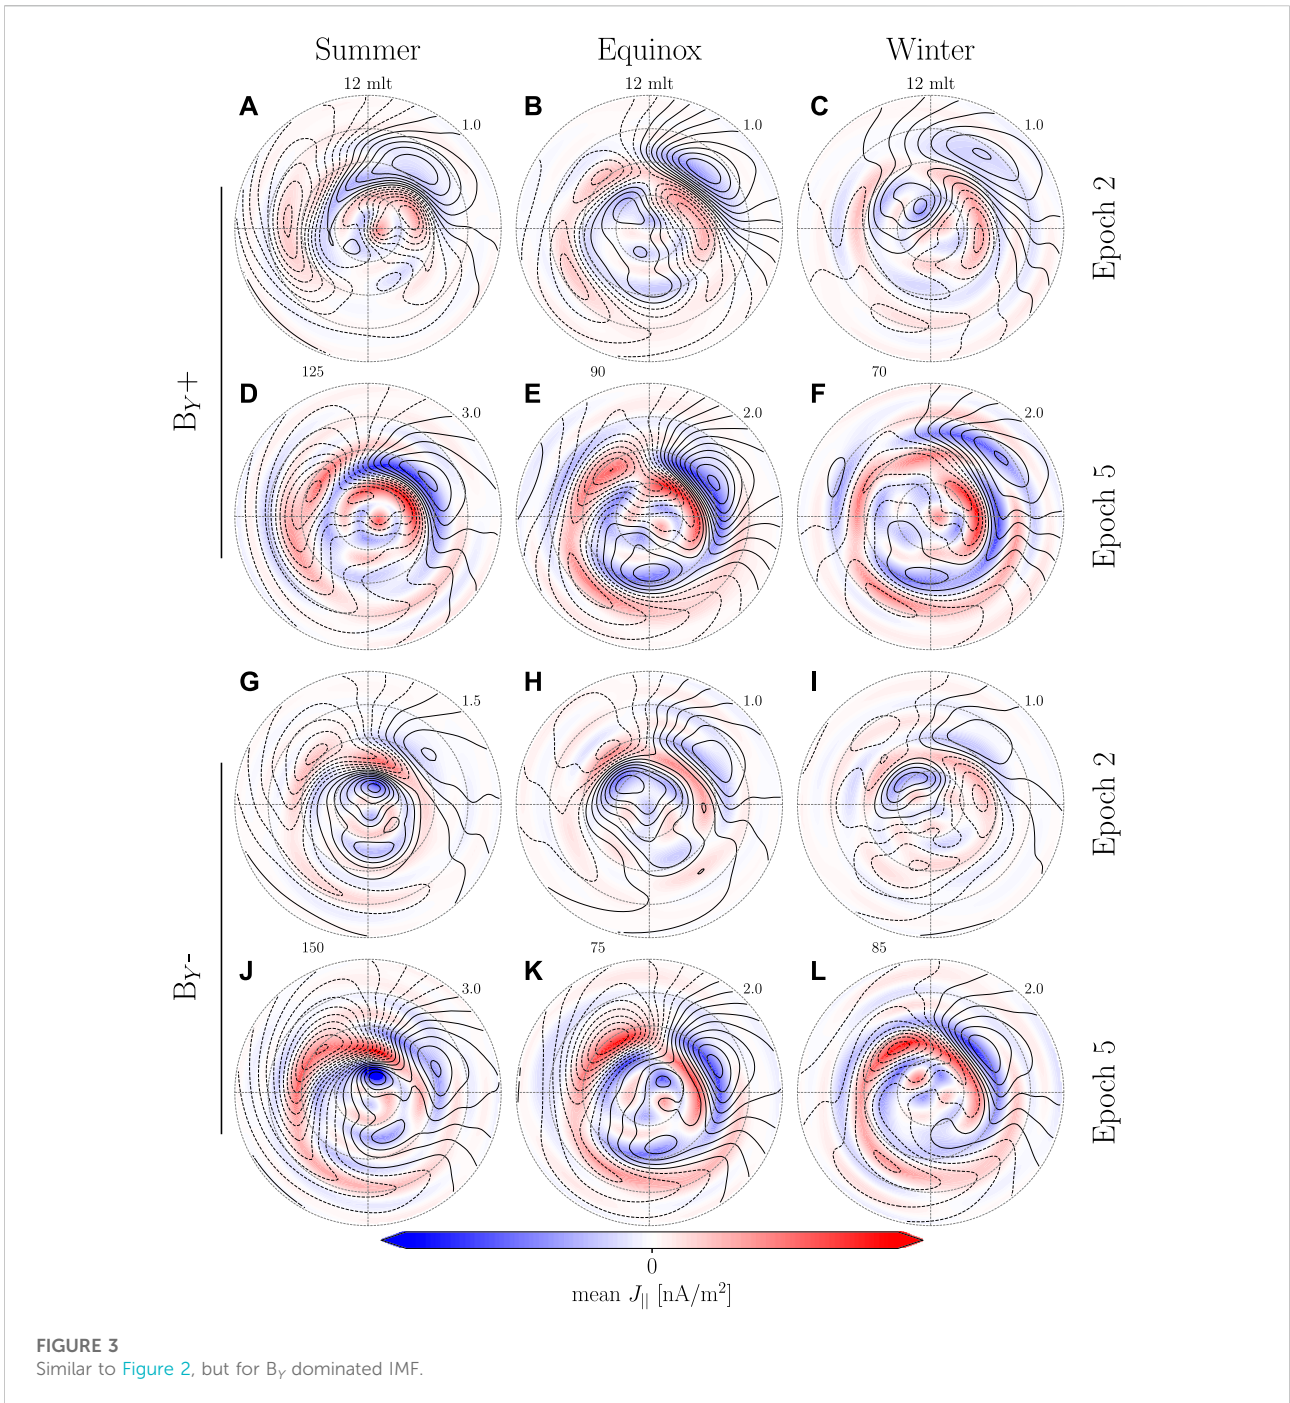 Summer Equinox Winter
12 mlt 12 mlt 12 mlt
A 1.0 B 1.0 C 1.0
Epoch 2
125 90 70
D 3.0 E 2.0 F 2.0
Epoch 5
B_Y+
G 1.5 H 1.0 I 1.0
Epoch 2
150 75 85
J 3.0 K 2.0 L 2.0
Epoch 5
B_Y-
0
mean J_|| [nA/m²]
FIGURE 3
Similar to Figure 2, but for B_Y dominated IMF.